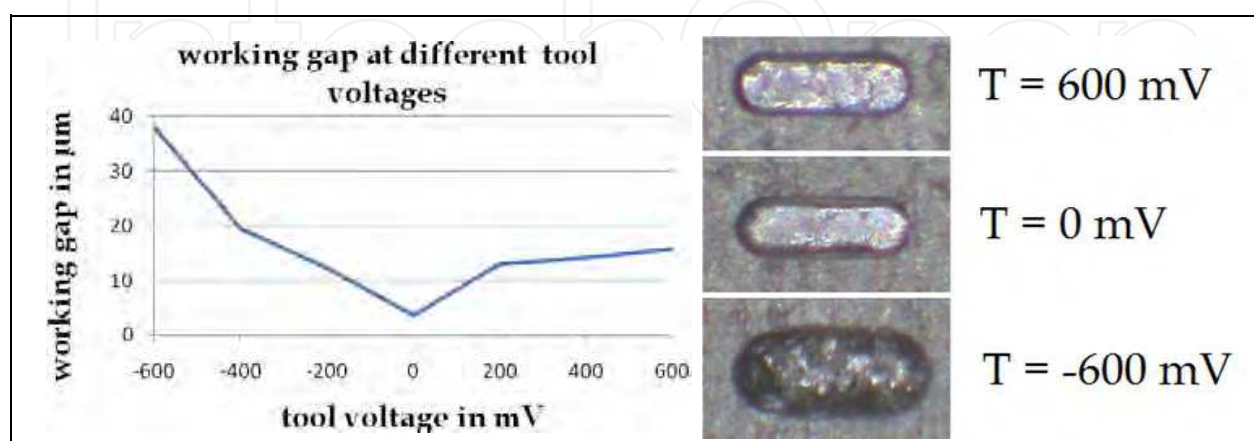 working gap at different tool
voltages
working gap in µm
40
30
20
10
0
-600 -400 -200 0 200 400 600
tool voltage in mV
T = 600 mV
T = 0 mV
T = -600 mV